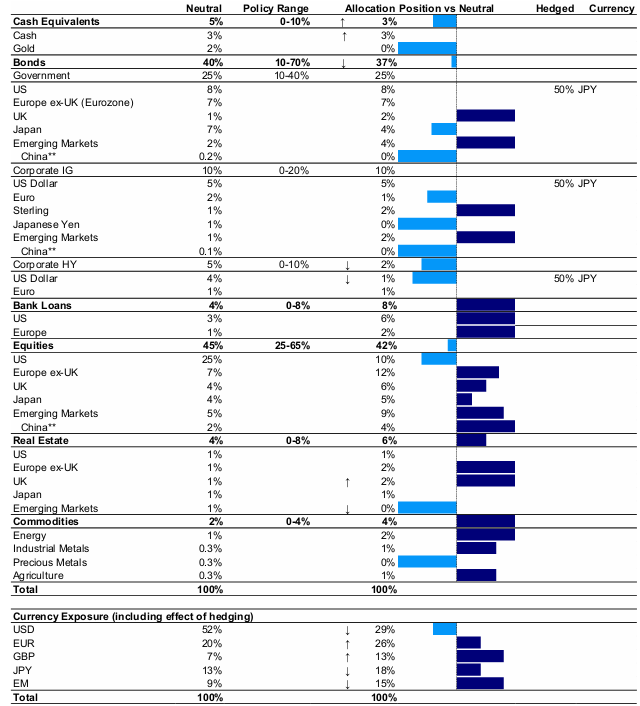 Neutral Policy Range Allocation Position vs Neutral Hedged Currency
Cash Equivalents 5% 0-10% ↑ 3%
Cash 3% ↑ 3%
Gold 2% 0%
Bonds 40% 10-70% ↓ 37%
Government 25% 10-40% 25%
US 8% 8% 50% JPY
Europe ex-UK (Eurozone) 7% 7%
UK 1% 2%
Japan 7% 4%
Emerging Markets 2% 4%
China** 0.2% 0%
Corporate IG 10% 0-20% 10%
US Dollar 5% 5% 50% JPY
Euro 2% 1%
Sterling 1% 2%
Japanese Yen 1% 0%
Emerging Markets 1% 2%
China** 0.1% 0%
Corporate HY 5% 0-10% ↓ 2%
US Dollar 4% ↓ 1% 50% JPY
Euro 1% 1%
Bank Loans 4% 0-8% 8%
US 3% 6%
Europe 1% 2%
Equities 45% 25-65% 42%
US 25% 10%
Europe ex-UK 7% 12%
UK 4% 6%
Japan 4% 5%
Emerging Markets 5% 9%
China** 2% 4%
Real Estate 4% 0-8% 6%
US 1% 1%
Europe ex-UK 1% 2%
UK 1% ↑ 2%
Japan 1% 1%
Emerging Markets 1% ↓ 0%
Commodities 2% 0-4% 4%
Energy 1% 2%
Industrial Metals 0.3% 1%
Precious Metals 0.3% 0%
Agriculture 0.3% 1%
Total 100% 100%
Currency Exposure (including effect of hedging)
USD 52% ↓ 29%
EUR 20% ↑ 26%
GBP 7% ↑ 13%
JPY 13% ↓ 18%
EM 9% ↓ 15%
Total 100% 100%